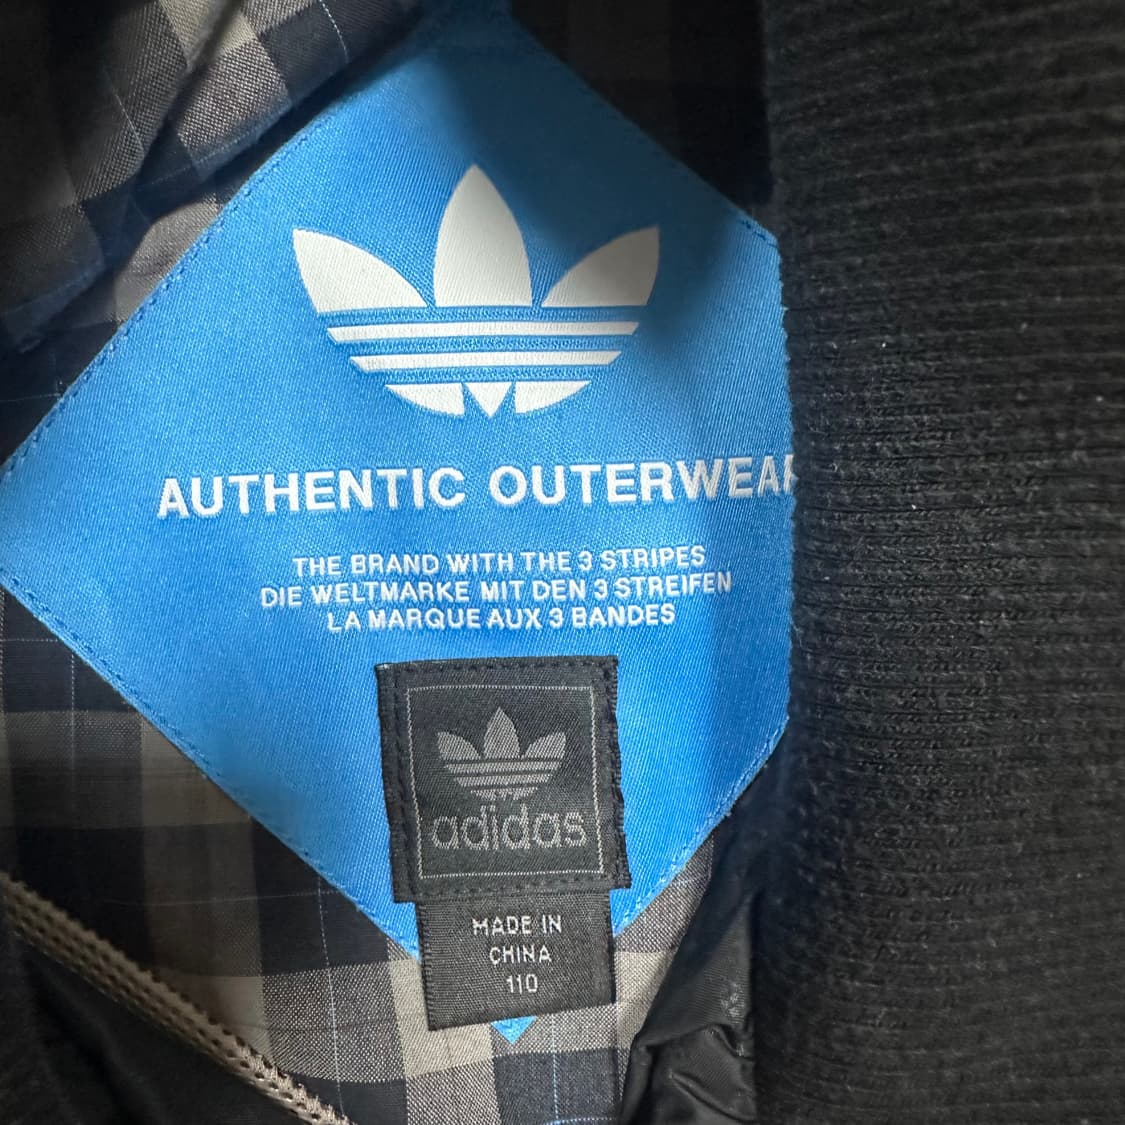 AUTHENTIC OUTERWEAR
THE BRAND WITH THE 3 STRIPES
DIE WELTMARKE MIT DEN 3 STREIFEN
LA MARQUE AUX 3 BANDES
adidas
MADE IN
CHINA
110